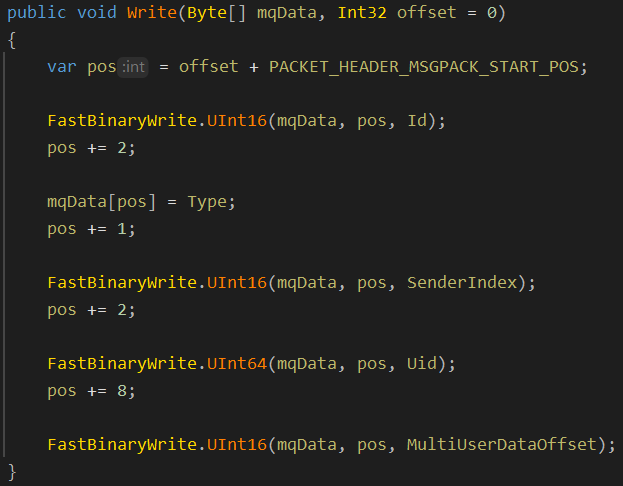 public void Write(Byte[] mqData, Int32 offset = 0)
{
    var pos:int = offset + PACKET_HEADER_MSGPACK_START_POS;
    FastBinaryWrite.UInt16(mqData, pos, Id);
    pos += 2;
    mqData[pos] = Type;
    pos += 1;
    FastBinaryWrite.UInt16(mqData, pos, SenderIndex);
    pos += 2;
    FastBinaryWrite.UInt64(mqData, pos, Uid);
    pos += 8;
    FastBinaryWrite.UInt16(mqData, pos, MultiUserDataOffset);
}